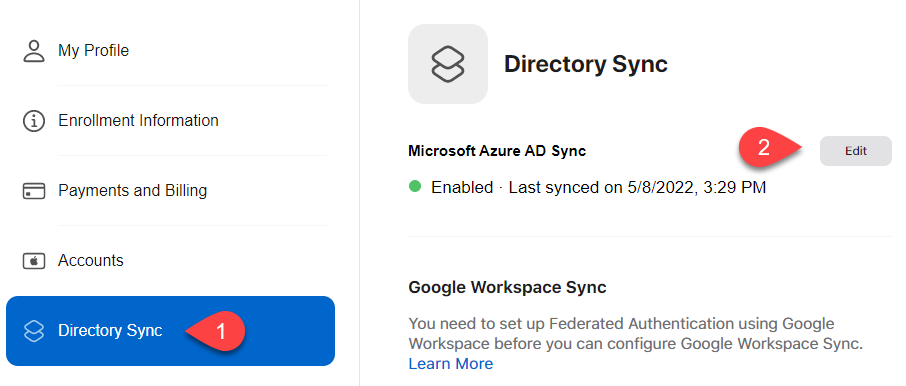 My Profile
Enrollment Information
Payments and Billing
Accounts
Directory Sync
1
Directory Sync
Microsoft Azure AD Sync
2
Edit
Enabled · Last synced on 5/8/2022, 3:29 PM
Google Workspace Sync
You need to set up Federated Authentication using Google
Workspace before you can configure Google Workspace Sync.
Learn More